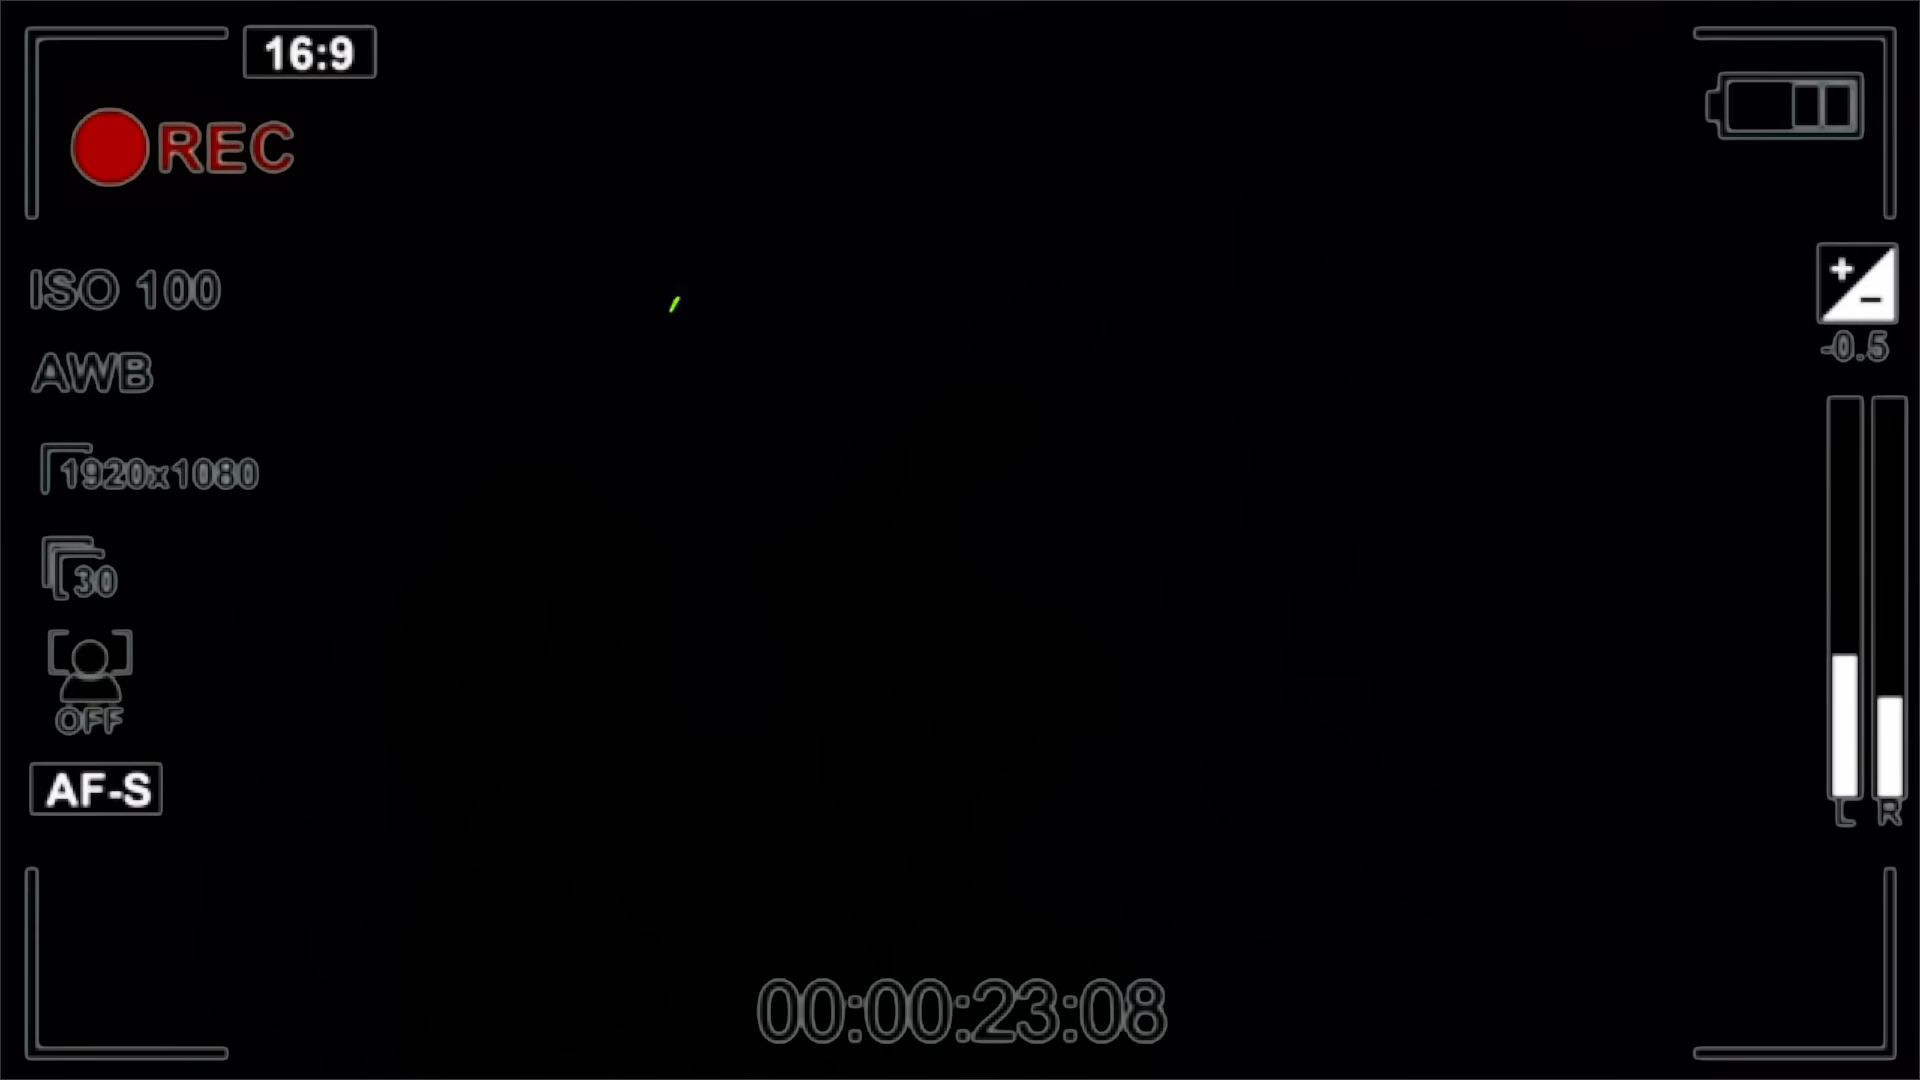 16:9
REC
ISO 100
AWB
1920x1080
30
OFF
AF-S
+
-
-0.5
L R
00:00:23:08